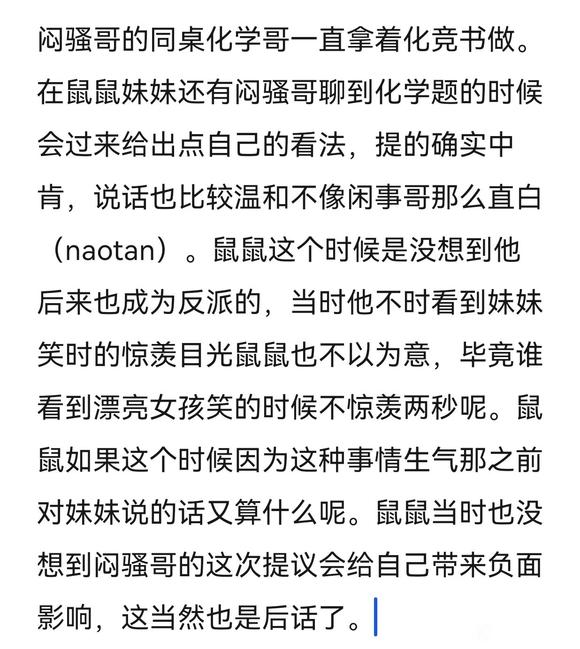 闷骚哥的同桌化学哥一直拿着化竞书做。
在鼠鼠妹妹还有闷骚哥聊到化学题的时候
会过来给出点自己的看法，提的确实中
肯，说话也比较温和不像闲事哥那么直白
（naotan）。鼠鼠这个时候是没想到他
后来也成为反派的，当时他不时看到妹妹
笑时的惊羡目光鼠鼠也不以为意，毕竟谁
看到漂亮女孩笑的时候不惊羡两秒呢。鼠
鼠如果这个时候因为这种事情生气那之前
对妹妹说的话又算什么呢。鼠鼠当时也没
想到闷骚哥的这次提议会给自己带来负面
影响，这当然也是后话了。